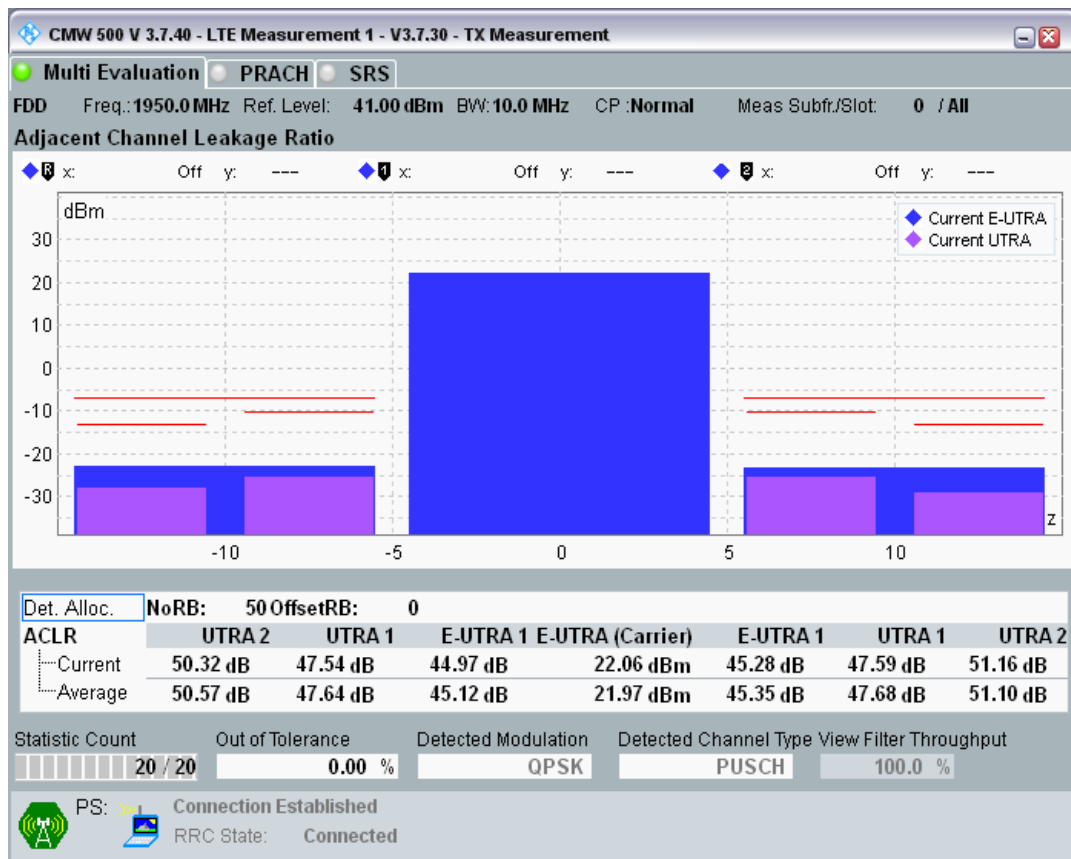 CMW 500 V 3.7.40 - LTE Measurement 1 - V3.7.30 - TX Measurement
Multi Evaluation PRACH SRS
FDD Freq.:1950.0 MHz Ref. Level: 41.00 dBm BW:10.0 MHz CP :Normal Meas Subfr./Slot: 0 / All
Adjacent Channel Leakage Ratio
R x: Off y: --- 1 x: Off y: --- 2 x: Off y: ---
dBm
Current E-UTRA
Current UTRA
30
20
10
0
-10
-20
-30
z
-10 -5 0 5 10
Det. Alloc. NoRB: 50 OffsetRB: 0
ACLR UTRA 2 UTRA 1 E-UTRA 1 E-UTRA (Carrier) E-UTRA 1 UTRA 1 UTRA 2
Current 50.32 dB 47.54 dB 44.97 dB 22.06 dBm 45.28 dB 47.59 dB 51.16 dB
Average 50.57 dB 47.64 dB 45.12 dB 21.97 dBm 45.35 dB 47.68 dB 51.10 dB
Statistic Count Out of Tolerance Detected Modulation Detected Channel Type View Filter Throughput
20 / 20 0.00 % QPSK PUSCH 100.0 %
PS: Connection Established
RRC State: Connected